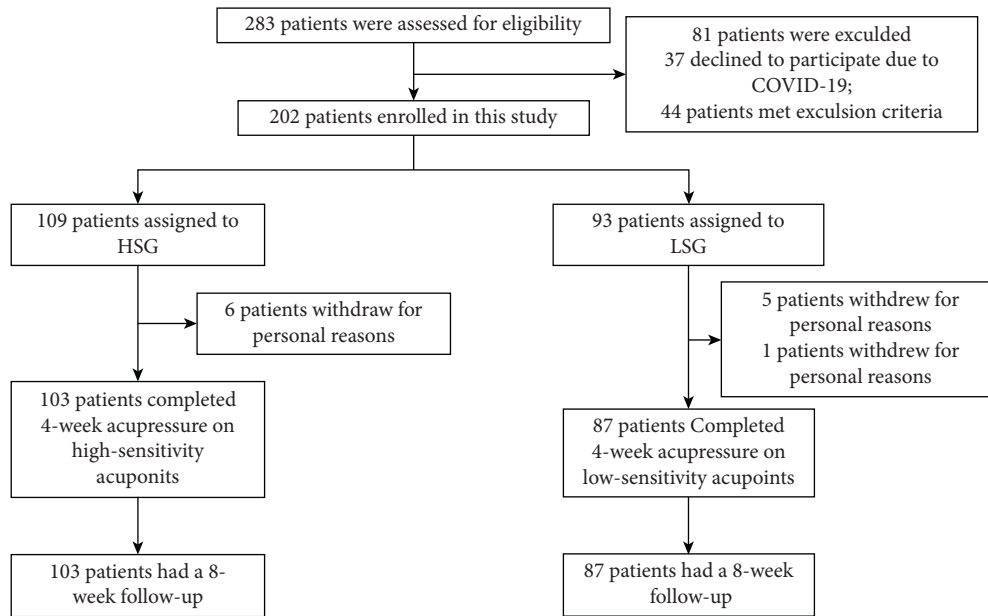 283 patients were assessed for eligibility
81 patients were exculded
37 declined to participate due to
COVID-19;
44 patients met exculsion criteria
202 patients enrolled in this study
109 patients assigned to
HSG
93 patients assigned to
LSG
6 patients withdraw for
personal reasons
5 patients withdrew for
personal reasons
1 patients withdrew for
personal reasons
103 patients completed
4-week acupressure on
high-sensitivity
acuponits
87 patients Completed
4-week acupressure on
low-sensitivity acupoints
103 patients had a 8-
week follow-up
87 patients had a 8-week
follow-up